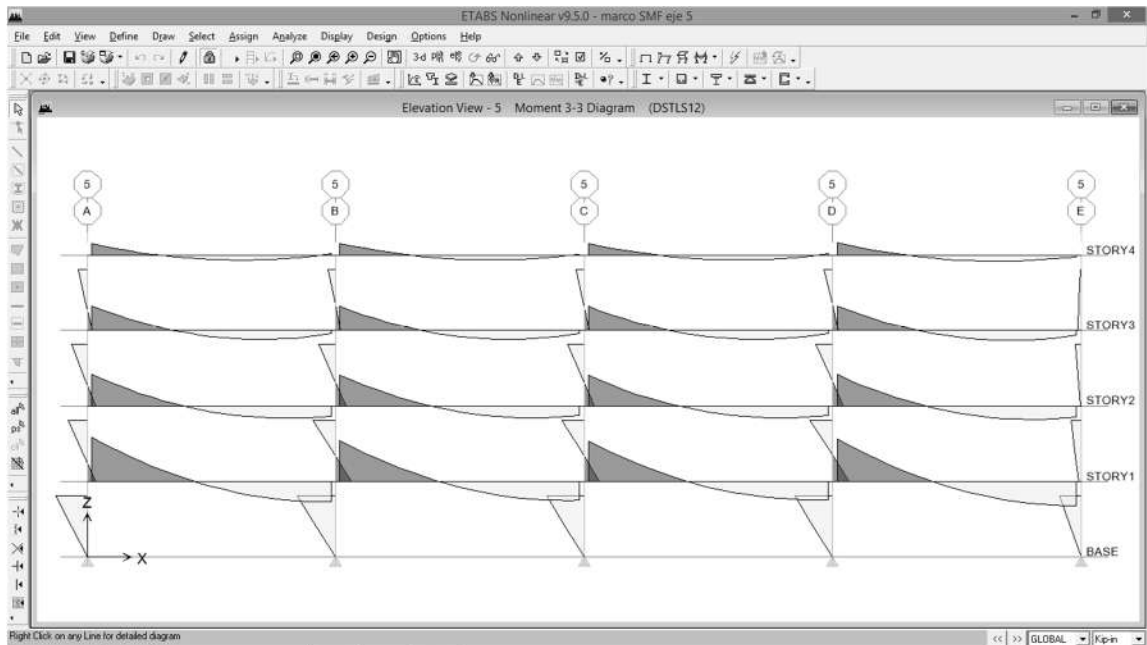 ETABS Nonlinear v9.5.0 - marco SMF eje 5
File Edit View Define Draw Select Assign Analyze Display Design Options Help
3-d
Elevation View - 5 Moment 3-3 Diagram (DSTLS12)
5 5 5 5 5
A B C D E
STORY4
STORY3
STORY2
STORY1
Z
X
BASE
all
Right Click on any Line for detailed diagram
<< >> GLOBAL Kip-in